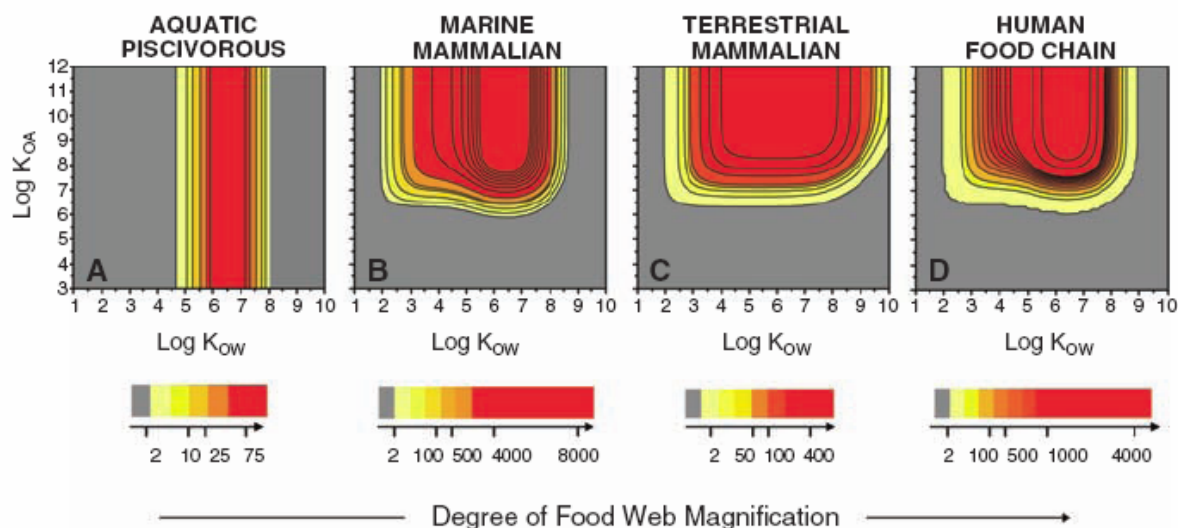 AQUATIC PISCIVOROUS
MARINE MAMMALIAN
TERRESTRIAL MAMMALIAN
HUMAN FOOD CHAIN
Log KOA
12
11
10
9
8
7
6
5
4
3
A
B
C
D
1 2 3 4 5 6 7 8 9 10
1 2 3 4 5 6 7 8 9 10
1 2 3 4 5 6 7 8 9 10
1 2 3 4 5 6 7 8 9 10
Log KOW
Log KOW
Log KOW
Log KOW
2 10 25 75
2 100 500 4000 8000
2 50 100 400
2 100 500 1000 4000
Degree of Food Web Magnification